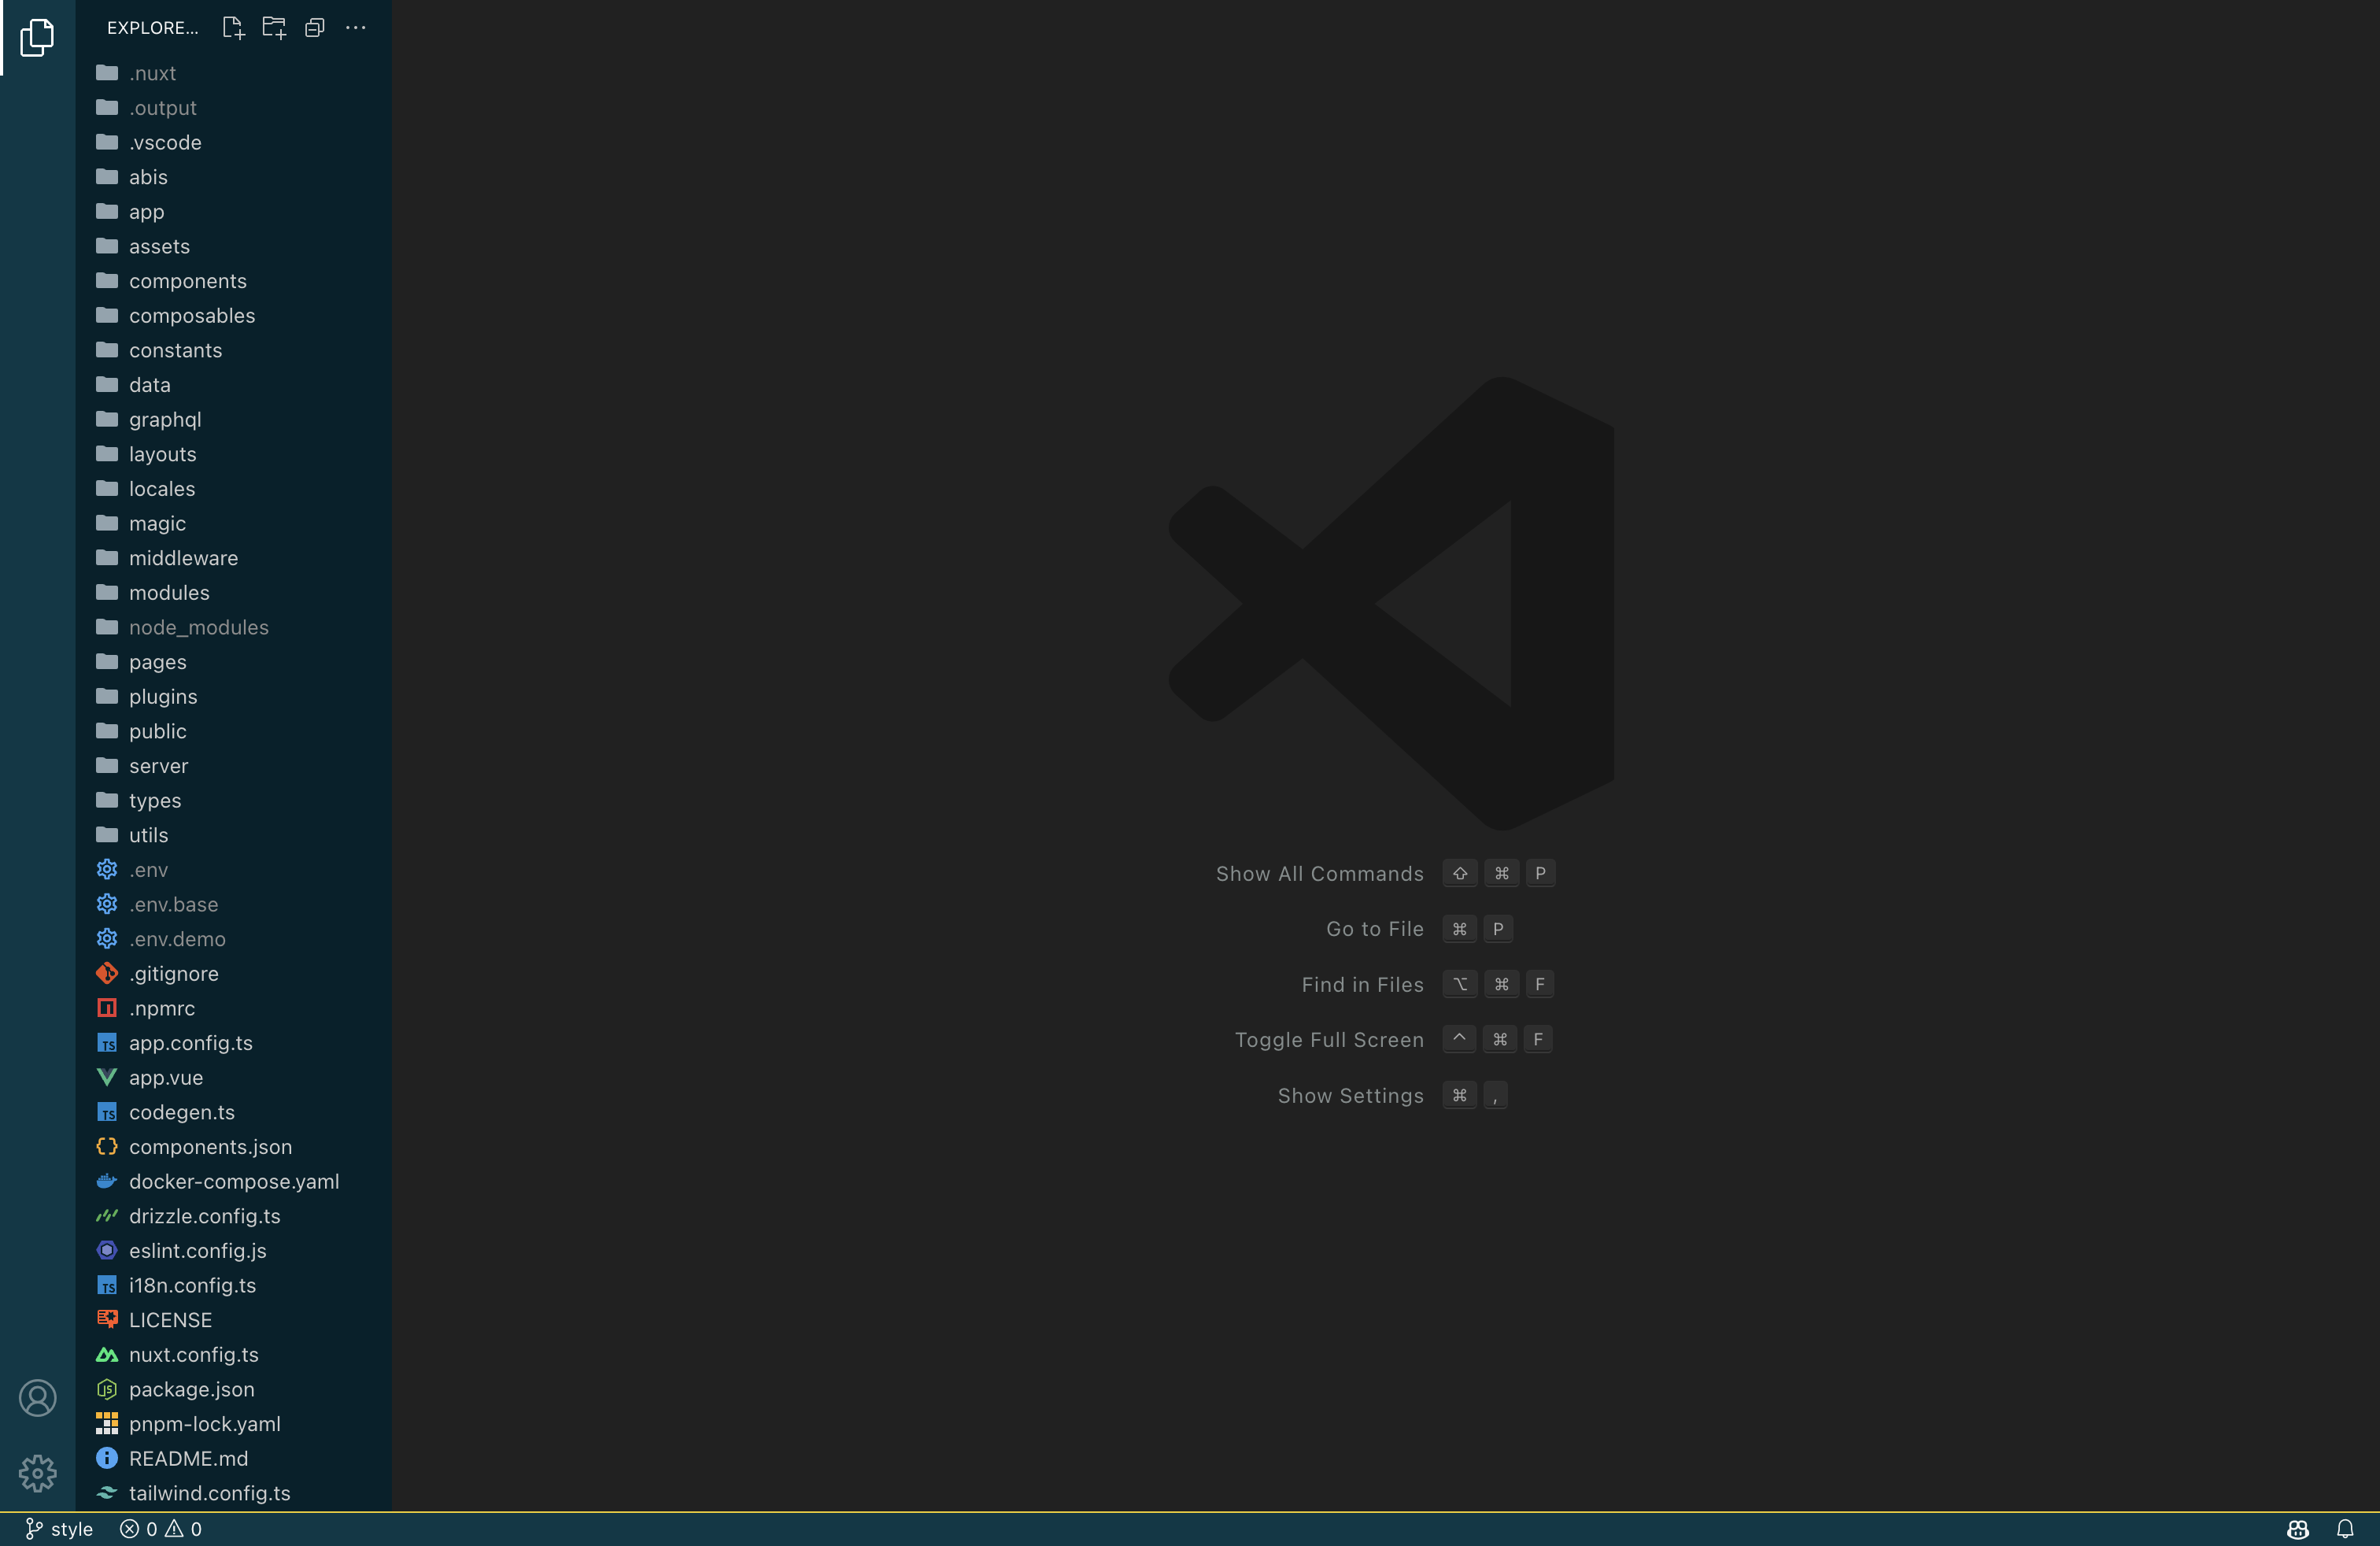 EXPLORE...
.nuxt
.output
.vscode
abis
app
assets
components
composables
constants
data
graphql
layouts
locales
magic
middleware
modules
node_modules
pages
plugins
public
server
types
utils
.env
.env.base
.env.demo
.gitignore
.npmrc
app.config.ts
app.vue
codegen.ts
components.json
docker-compose.yaml
drizzle.config.ts
eslint.config.js
i18n.config.ts
LICENSE
nuxt.config.ts
package.json
pnpm-lock.yaml
README.md
tailwind.config.ts
Show All Commands ⇧ ⌘ P
Go to File ⌘ P
Find in Files ⌥ ⌘ F
Toggle Full Screen ^ ⌘ F
Show Settings ⌘ ,
style 0 0